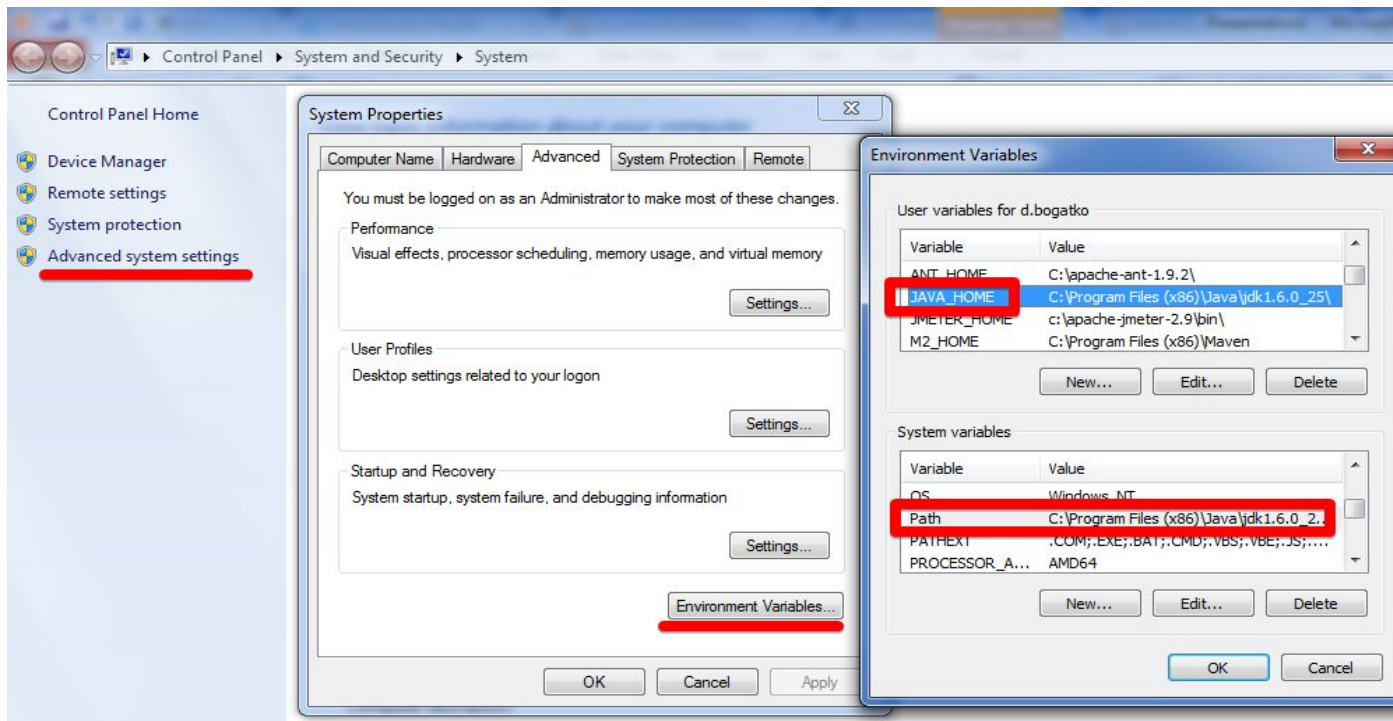 Control Panel ▸ System and Security ▸ System
Control Panel Home
Device Manager
Remote settings
System protection
Advanced system settings
System Properties
Computer Name Hardware Advanced System Protection Remote
You must be logged on as an Administrator to make most of these changes.
Performance
Visual effects, processor scheduling, memory usage, and virtual memory
Settings...
User Profiles
Desktop settings related to your logon
Settings...
Startup and Recovery
System startup, system failure, and debugging information
Settings...
Environment Variables...
OK Cancel Apply
Environment Variables
User variables for d.bogatko
Variable Value
ANT_HOME C:\apache-ant-1.9.2\
JAVA_HOME C:\Program Files (x86)\Java\jdk1.6.0_25\
JMETER_HOME c:\apache-jmeter-2.9\bin\
M2_HOME C:\Program Files (x86)\Maven
New... Edit... Delete
System variables
Variable Value
OS Windows_NT
Path C:\Program Files (x86)\Java\jdk1.6.0_2...
PATHEXT .COM;.EXE;.BAT;.CMD;.VBS;.VBE;.JS;....
PROCESSOR_A... AMD64
New... Edit... Delete
OK Cancel